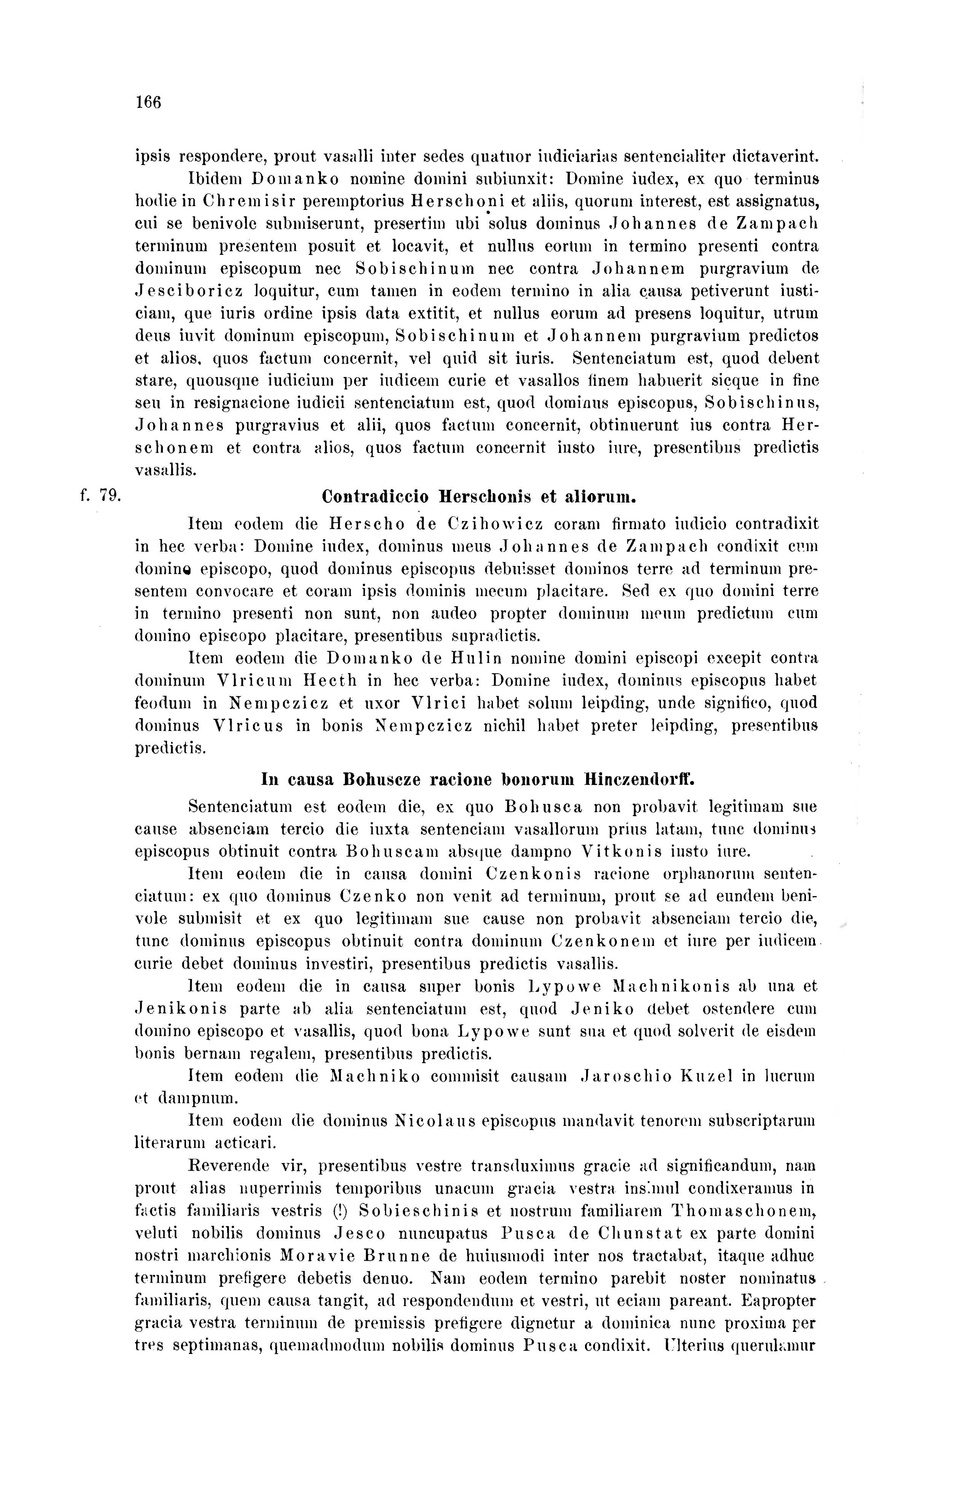 166
ipsis respondere, prout vasalli inter sedes quatuor iudiciarias sentencialiter dictaverint.
Ibidem Domanko nomine domini subiunxit: Domine iudex, ex quo terminus
hodie in Chremisir peremptorius Herschoni et aliis, quorum interest, est assignatus,
cui se benivole submiserunt, presertim ubi solus dominus Johannes de Zampach
terminum presentem posuit et locavit, et nullus eorum in termino presenti contra
dominum episcopum nec Sobischinum nec contra Johannem purgravium de
Jesciboricz loquitur, cum tamen in eodem termino in alia causa petiverunt iusti-
ciam, que iuris ordine ipsis data extitit, et nullus eorum ad presens loquitur, utrum
deus iuvit dominum episcopum, Sobischinum et Johannem purgravium predictos
et alios, quos factum concernit, vel quid sit iuris. Sentenciatum est, quod debent
stare, quousque iudicium per iudicem curie et vasallos finem habuerit sicque in fine
seu in resignacione iudicii sentenciatum est, quod dominus episcopus, Sobischinus,
Johannes purgravius et alii, quos factum concernit, obtinuerunt ius contra Her-
schonem et contra alios, quos factum concernit iusto iure, presentibus predictis
vasallis.
f. 79. Contradiccio Herschonis et aliorum.
Item eodem die Herscho de Czihowicz coram firmato iudicio contradixit
in hec verba: Domine iudex, dominus meus Johannes de Zampach condixit cum
domino episcopo, quod dominus episcopus debuisset dominos terre ad terminum pre-
sentem convocare et coram ipsis dominis mecum placitare. Sed ex quo domini terre
in termino presenti non sunt, non audeo propter dominum meum predictum cum
domino episcopo placitare, presentibus supradictis.
Item eodem die Domanko de Hulin nomine domini episcopi excepit contra
dominum Vlricum Hecth in hec verba: Domine iudex, dominus episcopus habet
feodum in Nempczicz et uxor Vlrici habet solum leipding, unde significo, quod
dominus Vlricus in bonis Nempczicz nichil habet preter leipding, presentibus
predictis.
In causa Bohuscze racione bonorum Hinczendorff.
Sentenciatum est eodem die, ex quo Bohusca non probavit legitimam sue
cause absenciam tercio die iuxta sentenciam vasallorum prius latam, tunc dominus
episcopus obtinuit contra Bohuscam absque dampno Vitkonis iusto iure.
Item eodem die in causa domini Czenkonis racione orphanorum senten-
ciatum: ex quo dominus Czenko non venit ad terminum, prout se ad eundem beni-
vole submisit et ex quo legitimam sue cause non probavit absenciam tercio die,
tunc dominus episcopus obtinuit contra dominum Czenkonem et iure per iudicem
curie debet dominus investiri, presentibus predictis vasallis.
Item eodem die in causa super bonis Lypowe Machnikonis ab una et
Jenikonis parte ab alia sentenciatum est, quod Jeniko debet ostendere cum
domino episcopo et vasallis, quod bona Lypowe sunt sua et quod solverit de eisdem
bonis bernam regalem, presentibus predictis.
Item eodem die Machniko commisit causam Jaroschio Kuzel in lucrum
et dampnum.
Item eodem die dominus Nicolaus episcopus mandavit tenorem subscriptarum
literarum acticari.
Reverende vir, presentibus vestre transduximus gracie ad significandum, nam
prout alias nuperrimis temporibus unacum gracia vestra insimul condixeramus in
factis familiaris vestris (!) Sobieschinis et nostrum familiarem Thomaschonem,
veluti nobilis dominus Jesco nuncupatus Pusca de Chunstat ex parte domini
nostri marchionis Moravie Brunne de huiusmodi inter nos tractabat, itaque adhuc
terminum prefigere debetis denuo. Nam eodem termino parebit noster nominatus
familiaris, quem causa tangit, ad respondendum et vestri, ut eciam pareant. Eapropter
gracia vestra terminum de premissis prefigere dignetur a dominica nunc proxima per
tres septimanas, quemadmodum nobilis dominus Pusca condixit. Ulterius querulamur